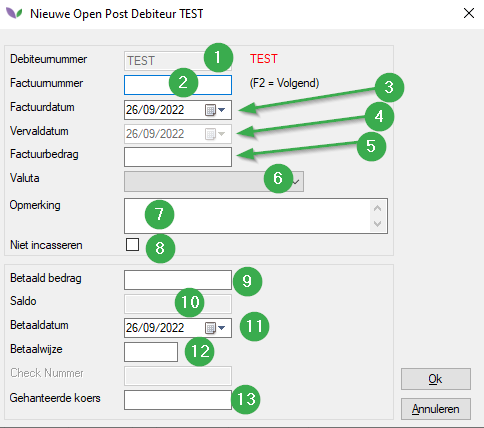 Nieuwe Open Post Debiteur TEST
Debiteurnummer TEST 1 TEST
Factuurnummer 2 (F2 = Volgend)
Factuurdatum 26/09/2022 3
Vervaldatum 26/09/2022 4
Factuurbedrag 5
Valuta 6
Opmerking 7
Niet incasseren 8
Betaald bedrag 9
Saldo 10
Betaaldatum 26/09/2022 11
Betaalwijze 12
Check Nummer
Ok
Gehanteerde koers 13
Annuleren